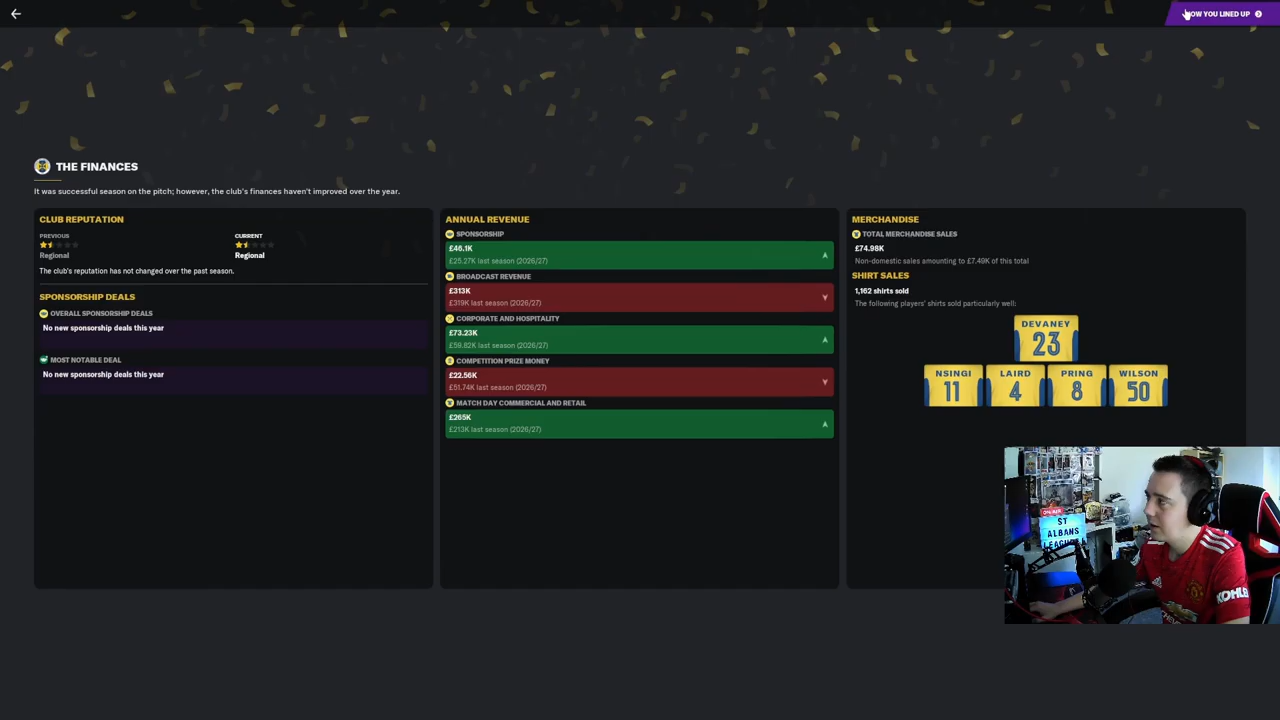 HOW YOU LINED UP
THE FINANCES
It was successful season on the pitch; however, the club's finances haven't improved over the year.
CLUB REPUTATION
PREVIOUS
CURRENT
Regional
Regional
The club's reputation has not changed over the past season.
SPONSORSHIP DEALS
OVERALL SPONSORSHIP DEALS
No new sponsorship deals this year
MOST NOTABLE DEAL
No new sponsorship deals this year
ANNUAL REVENUE
SPONSORSHIP
£46.1K
£25.27K last season (2026/27)
BROADCAST REVENUE
£313K
£319K last season (2026/27)
CORPORATE AND HOSPITALITY
£73.23K
£59.82K last season (2026/27)
COMPETITION PRIZE MONEY
£22.56K
£51.74K last season (2026/27)
MATCH DAY COMMERCIAL AND RETAIL
£265K
£213K last season (2026/27)
MERCHANDISE
TOTAL MERCHANDISE SALES
£74.98K
Non-domestic sales amounting to £7.49K of this total
SHIRT SALES
1,162 shirts sold
The following players' shirts sold particularly well:
DEVANEY
23
NSINGI
11
LAIRD
4
PRING
8
WILSON
50
ON AIR
ST
ALBANS
KOHLER